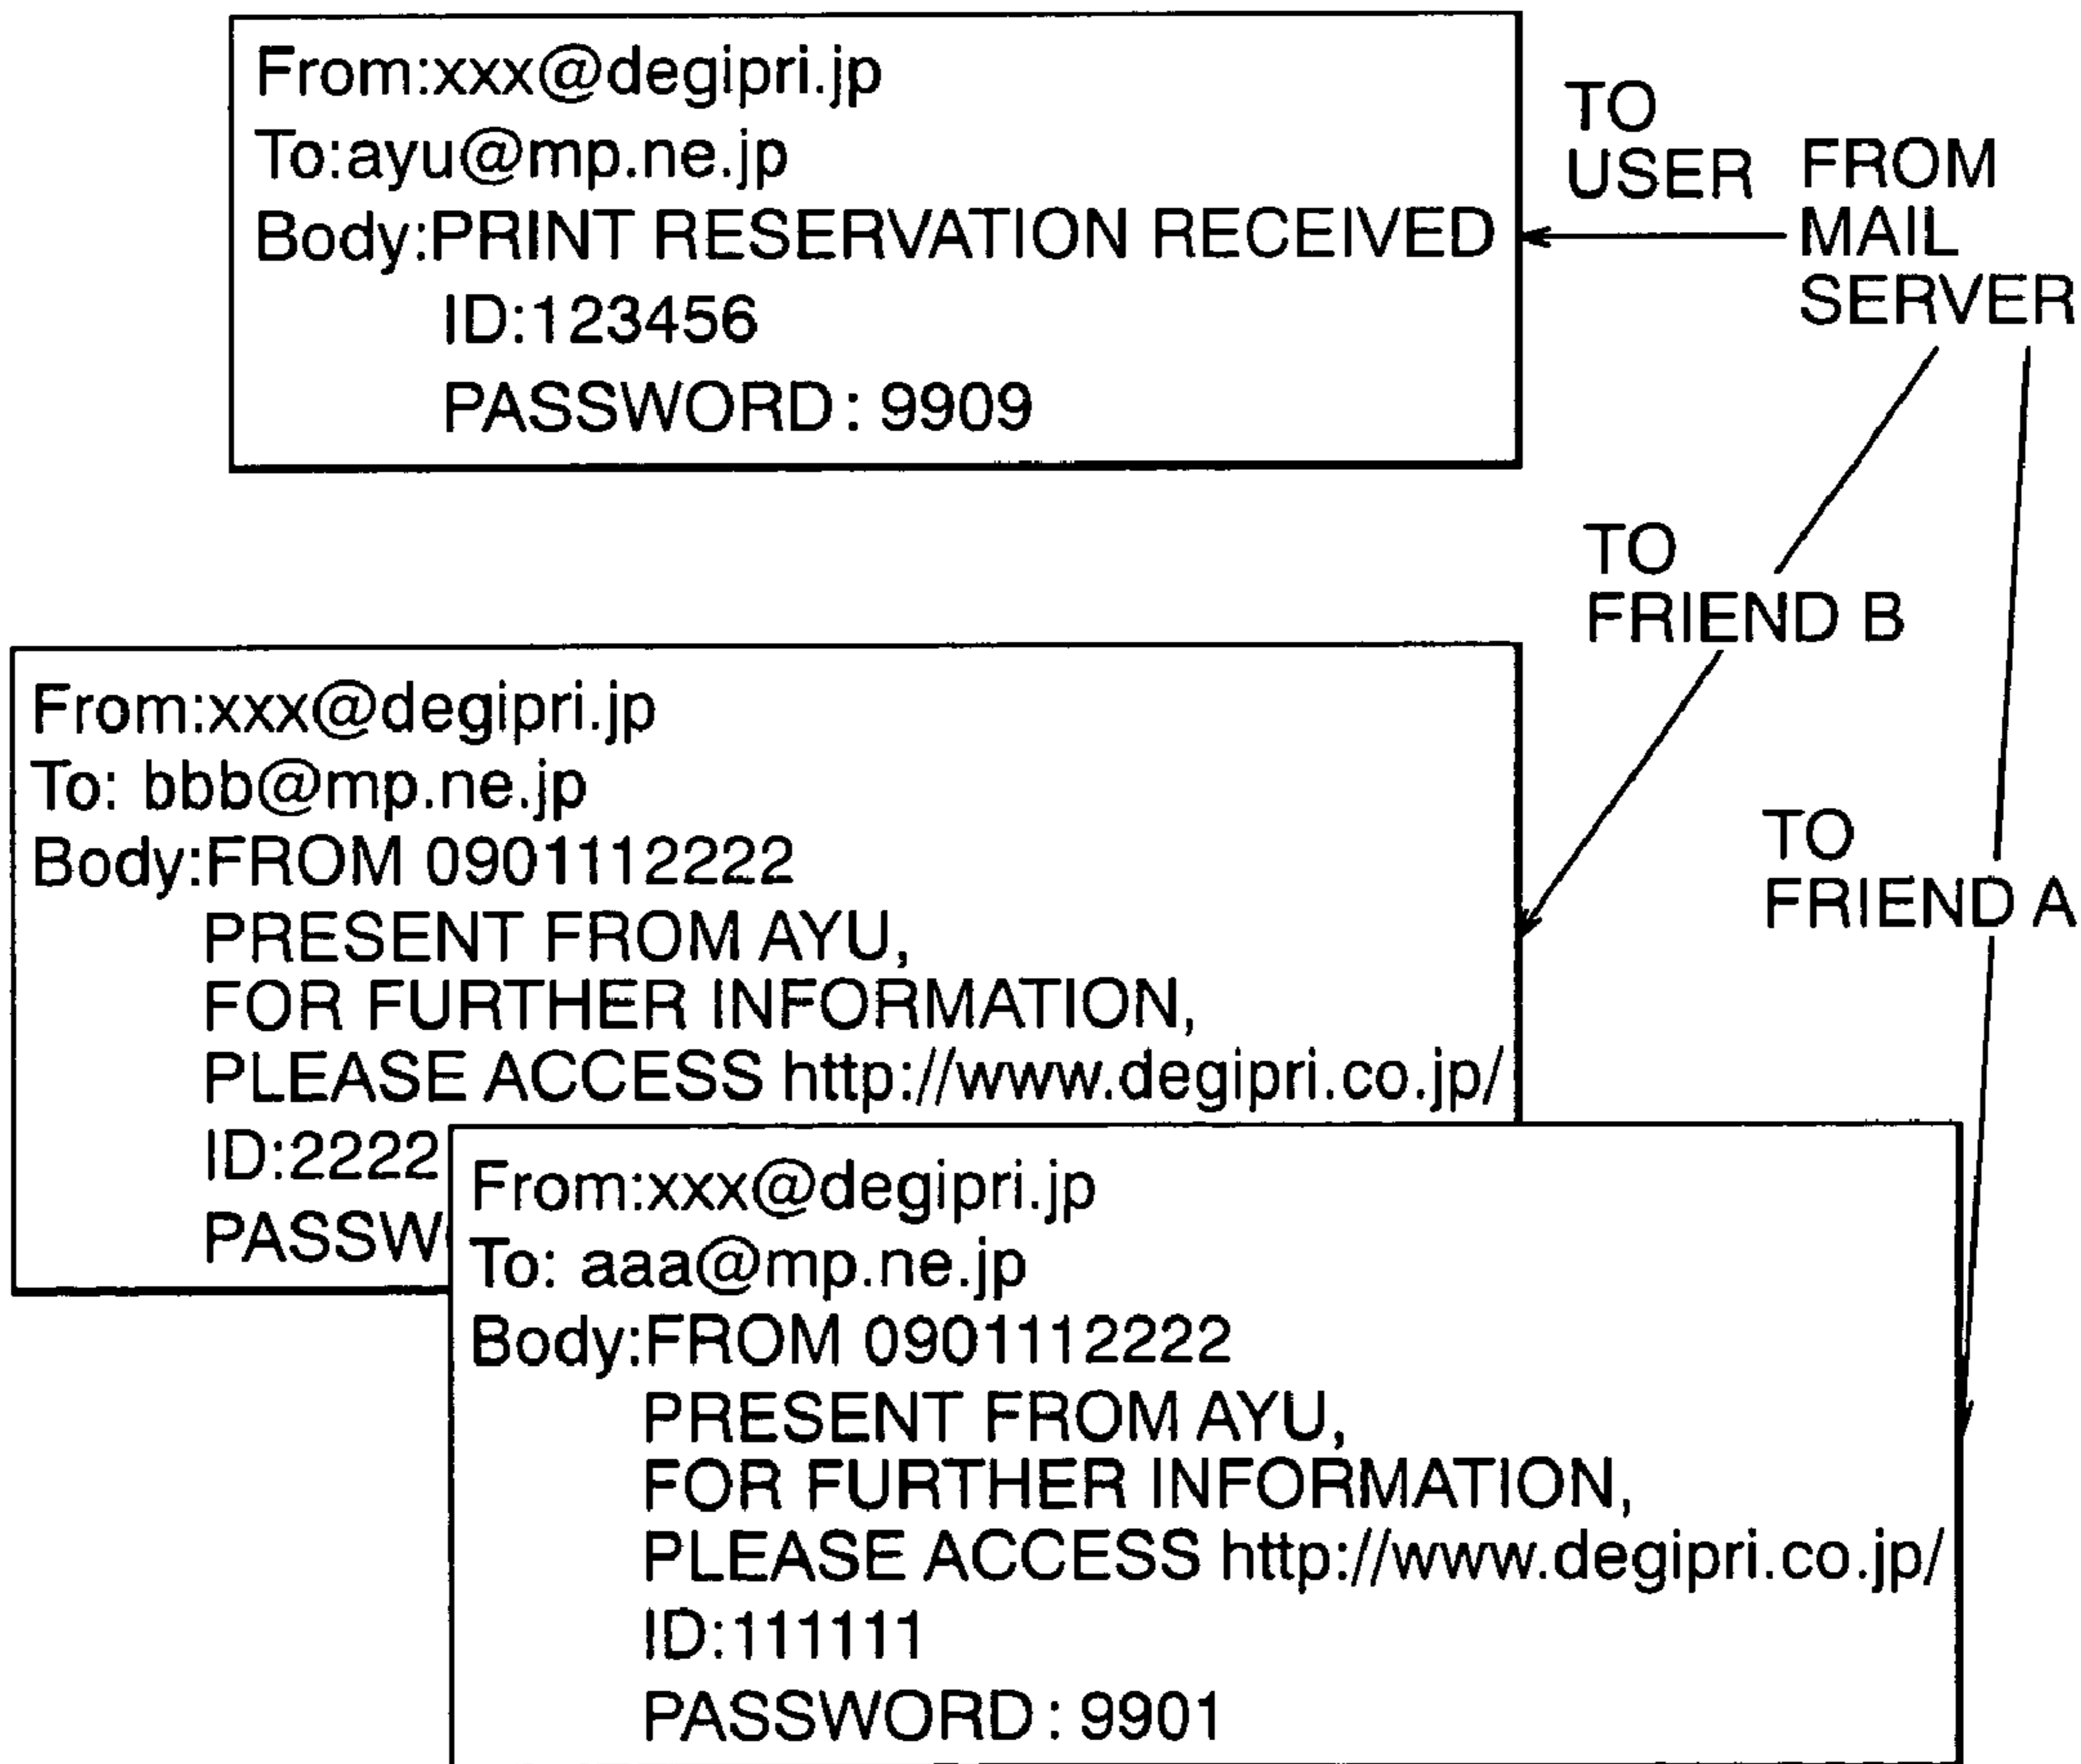 From:xxx@degipri.jp
To:ayu@mp.ne.jp
Body:PRINT RESERVATION RECEIVED
ID:123456
PASSWORD: 9909
TO
USER
FROM
MAIL
SERVER
TO
FRIEND B
From:xxx@degipri.jp
To: bbb@mp.ne.jp
Body:FROM 0901112222
PRESENT FROM AYU,
FOR FURTHER INFORMATION,
PLEASE ACCESS http://www.degipri.co.jp/
ID:2222
PASSW
TO
FRIEND A
From:xxx@degipri.jp
To: aaa@mp.ne.jp
Body:FROM 0901112222
PRESENT FROM AYU,
FOR FURTHER INFORMATION,
PLEASE ACCESS http://www.degipri.co.jp/
ID:111111
PASSWORD: 9901